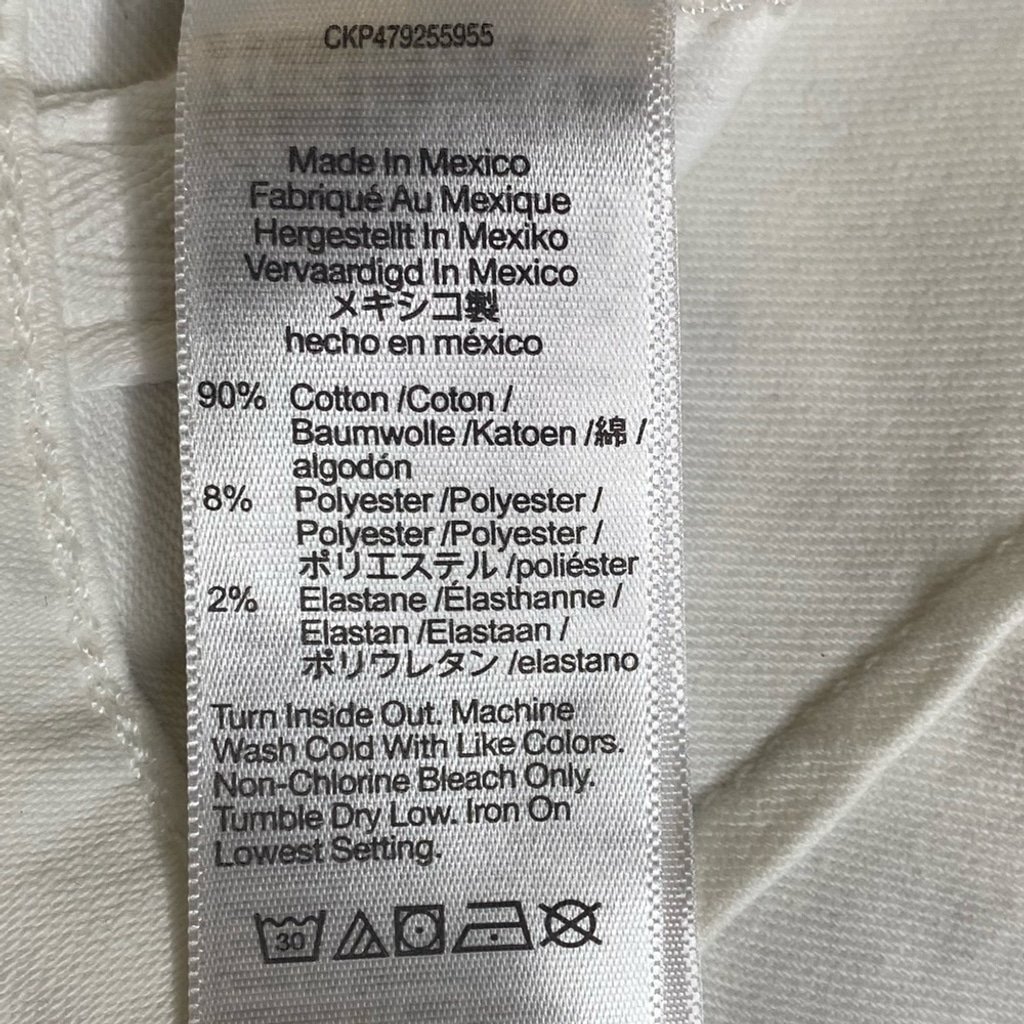 CKP479255955
Made In Mexico
Fabriqué Au Mexique
Hergestellt In Mexiko
Vervaardigd In Mexico
メキシコ製
hecho en méxico
90% Cotton /Coton /
Baumwolle /Katoen /綿 /
algodón
8% Polyester /Polyester /
Polyester /Polyester /
ポリエステル /poliéster
2% Elastane /Élasthanne /
Elastan /Elastaan /
ポリウレタン /elastano
Turn Inside Out. Machine
Wash Cold With Like Colors.
Non-Chlorine Bleach Only.
Tumble Dry Low. Iron On
Lowest Setting.
30